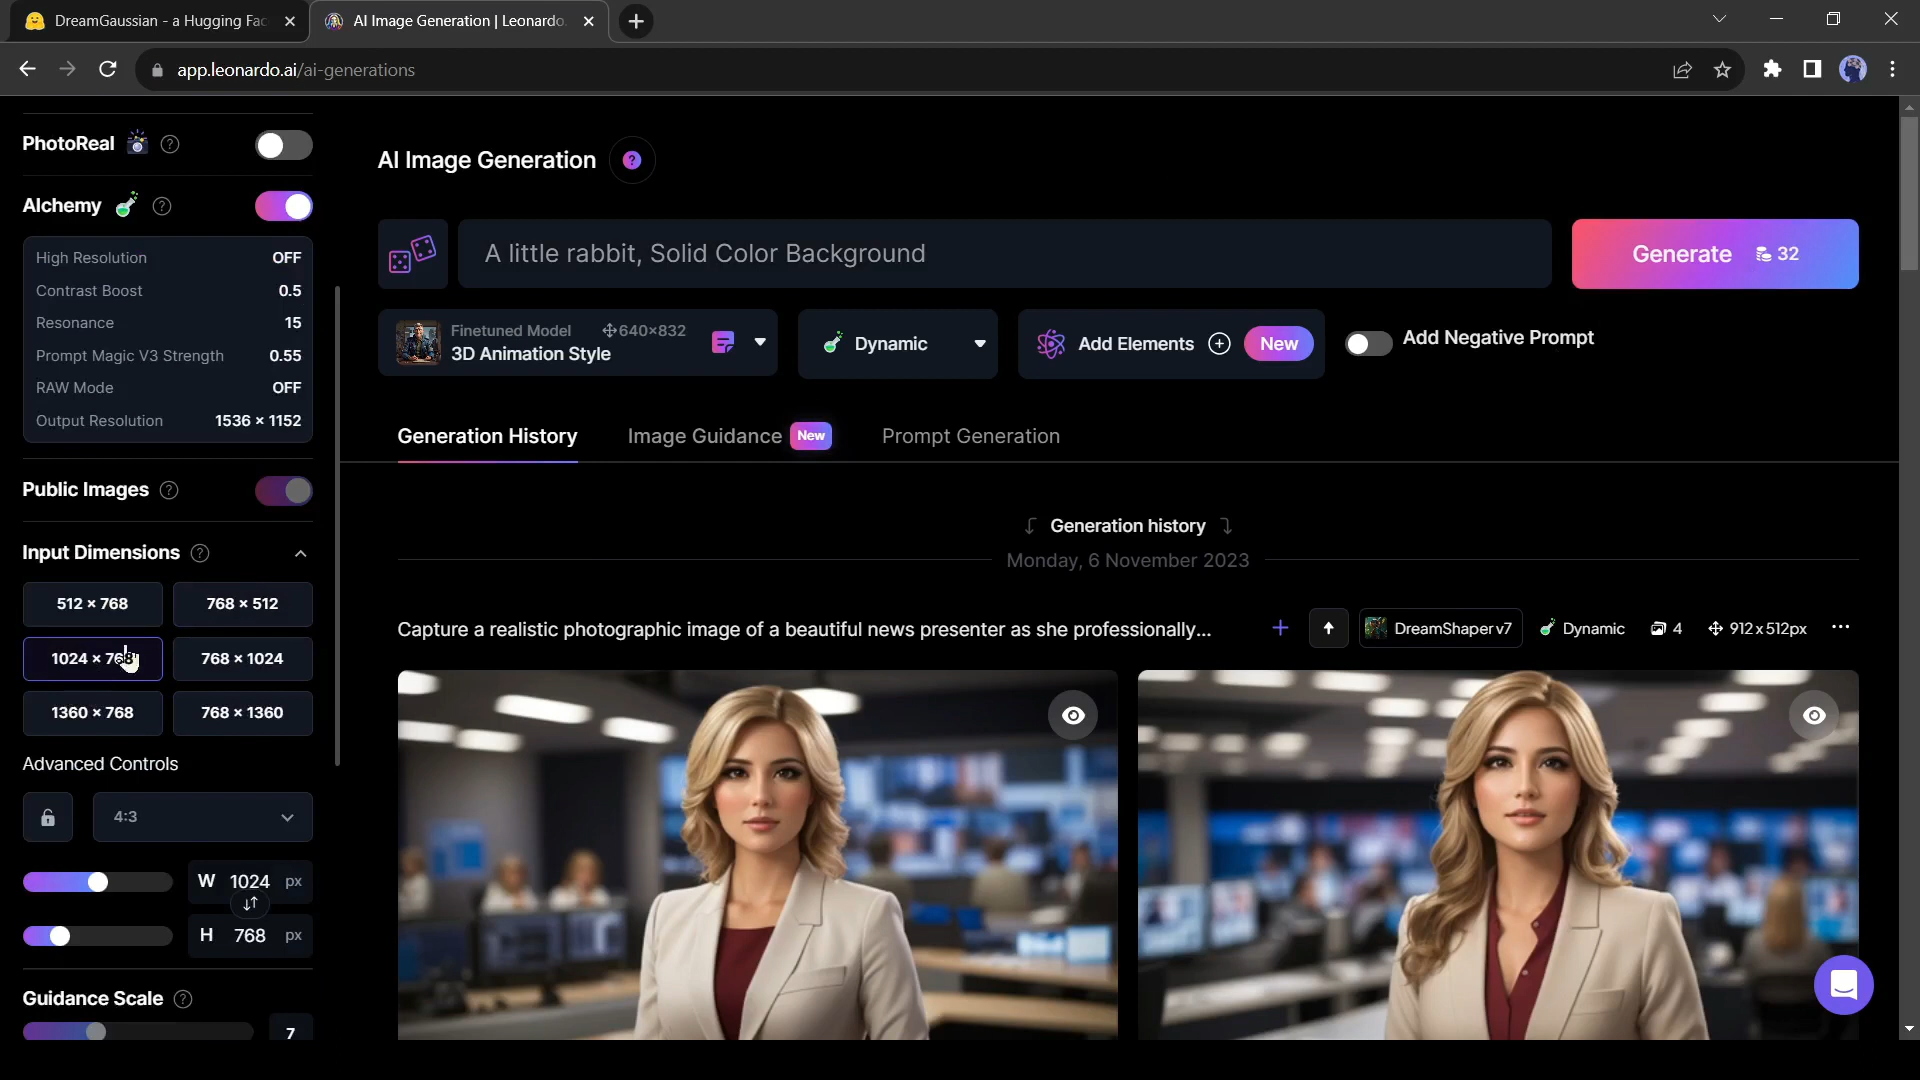 DreamGaussian - a Hugging Fac
AI Image Generation | Leonardo.
app.leonardo.ai/ai-generations
PhotoReal
Alchemy
High Resolution OFF
Contrast Boost 0.5
Resonance 15
Prompt Magic V3 Strength 0.55
RAW Mode OFF
Output Resolution 1536 × 1152
Public Images
Input Dimensions
512 × 768 768 × 512
1024 × 768 768 × 1024
1360 × 768 768 × 1360
Advanced Controls
4:3
W 1024 px
H 768 px
Guidance Scale
7
AI Image Generation ?
A little rabbit, Solid Color Background
Generate 32
Finetuned Model 640×832
3D Animation Style
Dynamic
Add Elements New
Add Negative Prompt
Generation History
Image Guidance New
Prompt Generation
Generation history
Monday, 6 November 2023
Capture a realistic photographic image of a beautiful news presenter as she professionally...
DreamShaper v7 Dynamic 4 912 x 512px